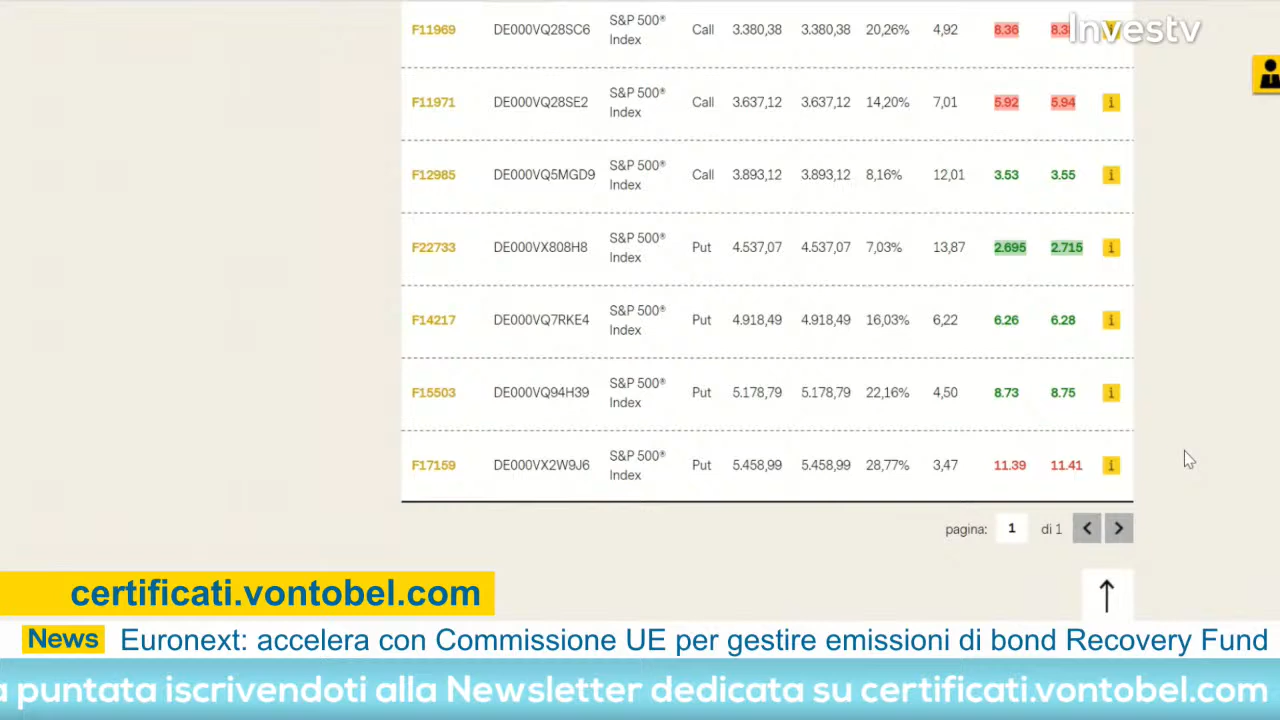 Investv
F11969 DE000VQ28SC6 S&P 500® Index Call 3.380,38 3.380,38 20,26% 4,92 8.36
F11971 DE000VQ28SE2 S&P 500® Index Call 3.637,12 3.637,12 14,20% 7,01 5.92 5.94 i
F12985 DE000VQ5MGD9 S&P 500® Index Call 3.893,12 3.893,12 8,16% 12,01 3.53 3.55 i
F22733 DE000VX808H8 S&P 500® Index Put 4.537,07 4.537,07 7,03% 13,87 2.695 2.715 i
F14217 DE000VQ7RKE4 S&P 500® Index Put 4.918,49 4.918,49 16,03% 6,22 6.26 6.28 i
F15503 DE000VQ94H39 S&P 500® Index Put 5.178,79 5.178,79 22,16% 4,50 8.73 8.75 i
F17159 DE000VX2W9J6 S&P 500® Index Put 5.458,99 5.458,99 28,77% 3,47 11.39 11.41 i
pagina: 1 di 1
certificati.vontobel.com
News Euronext: accelera con Commissione UE per gestire emissioni di bond Recovery Fund
a puntata iscrivendoti alla Newsletter dedicata su certificati.vontobel.com